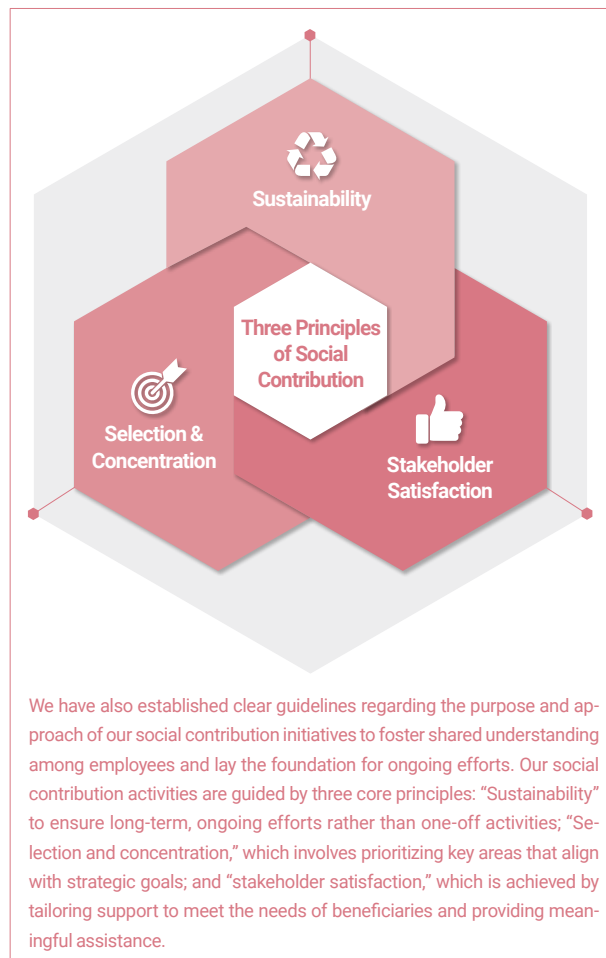 Sustainability
Three Principles
of Social
Contribution
Selection &
Concentration
Stakeholder
Satisfaction
We have also established clear guidelines regarding the purpose and ap-
proach of our social contribution initiatives to foster shared understanding
among employees and lay the foundation for ongoing efforts. Our social
contribution activities are guided by three core principles: “Sustainability”
to ensure long-term, ongoing efforts rather than one-off activities; “Se-
lection and concentration,” which involves prioritizing key areas that align
with strategic goals; and “stakeholder satisfaction,” which is achieved by
tailoring support to meet the needs of beneficiaries and providing mean-
ingful assistance.